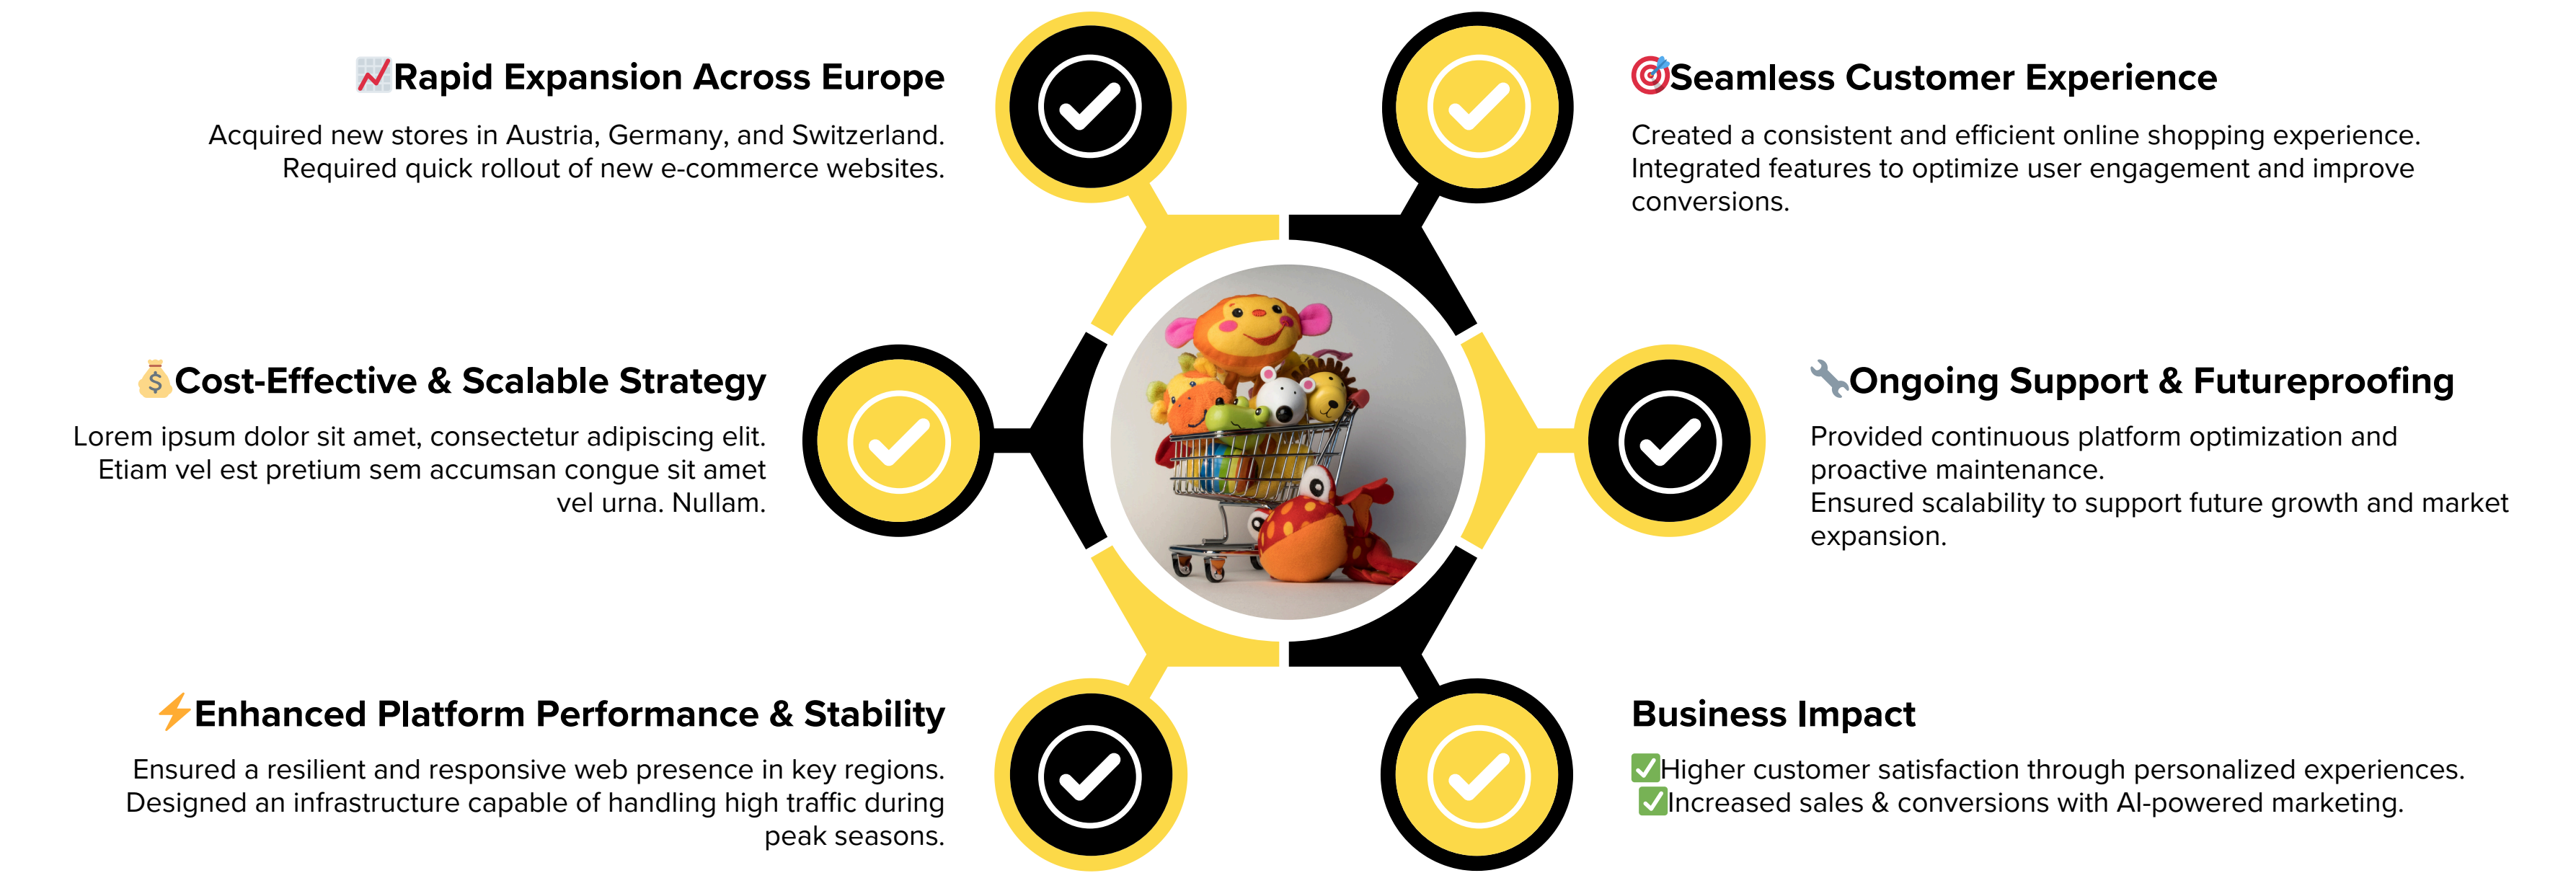 📈Rapid Expansion Across Europe
Acquired new stores in Austria, Germany, and Switzerland.
Required quick rollout of new e-commerce websites.
🎯Seamless Customer Experience
Created a consistent and efficient online shopping experience.
Integrated features to optimize user engagement and improve
conversions.
💰Cost-Effective & Scalable Strategy
Lorem ipsum dolor sit amet, consectetur adipiscing elit.
Etiam vel est pretium sem accumsan congue sit amet
vel urna. Nullam.
🔧Ongoing Support & Futureproofing
Provided continuous platform optimization and
proactive maintenance.
Ensured scalability to support future growth and market
expansion.
⚡Enhanced Platform Performance & Stability
Ensured a resilient and responsive web presence in key regions.
Designed an infrastructure capable of handling high traffic during
peak seasons.
Business Impact
✅Higher customer satisfaction through personalized experiences.
✅Increased sales & conversions with AI-powered marketing.